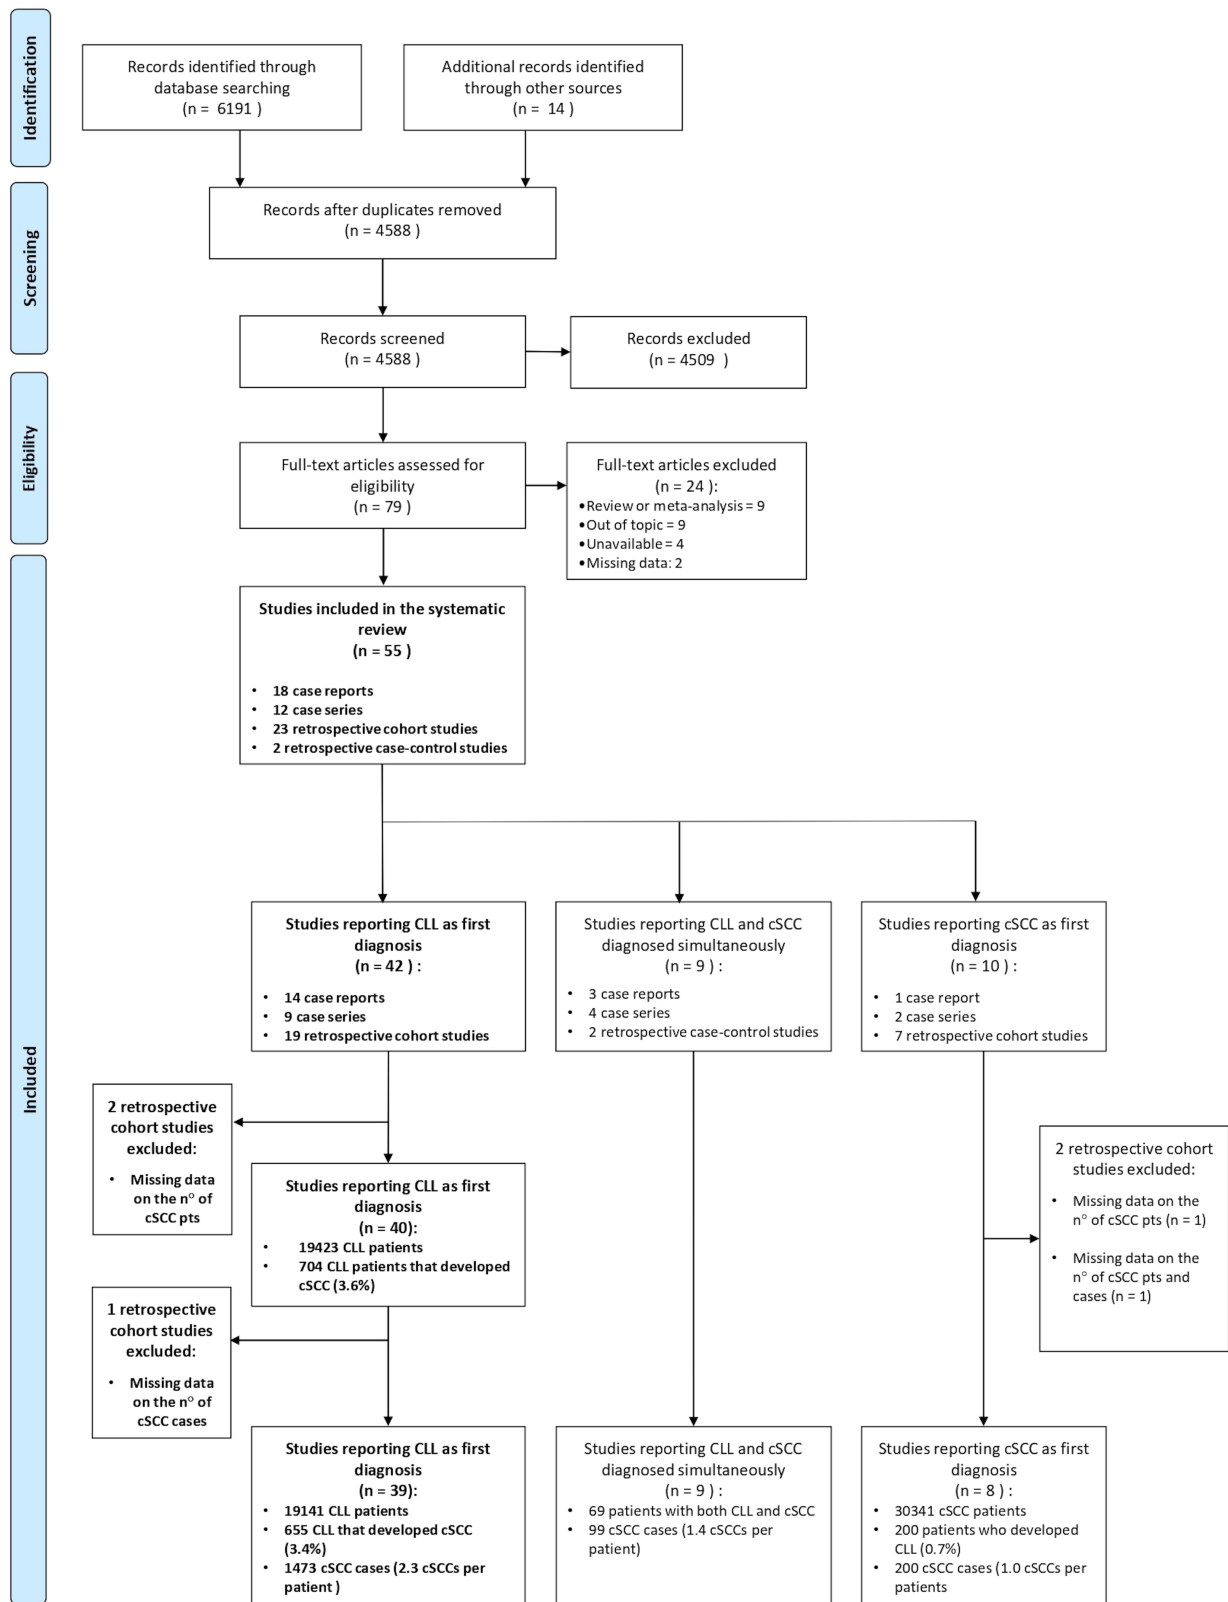 Identification
Records identified through
database searching
(n = 6191 )
Additional records identified
through other sources
(n = 14 )
Screening
Records after duplicates removed
(n = 4588 )
Records screened
(n = 4588 )
Records excluded
(n = 4509 )
Eligibility
Full-text articles assessed for
eligibility
(n = 79 )
Full-text articles excluded
(n = 24 ):
•Review or meta-analysis = 9
•Out of topic = 9
•Unavailable = 4
•Missing data: 2
Included
Studies included in the systematic
review
(n = 55 )
• 18 case reports
• 12 case series
• 23 retrospective cohort studies
• 2 retrospective case-control studies
Studies reporting CLL as first
diagnosis
(n = 42 ) :
• 14 case reports
• 9 case series
• 19 retrospective cohort studies
Studies reporting CLL and cSCC
diagnosed simultaneously
(n = 9 ) :
• 3 case reports
• 4 case series
• 2 retrospective case-control studies
Studies reporting cSCC as first
diagnosis
(n = 10 ) :
• 1 case report
• 2 case series
• 7 retrospective cohort studies
2 retrospective
cohort studies
excluded:
• Missing data
on the n° of
cSCC pts
Studies reporting CLL as first
diagnosis
(n = 40):
• 19423 CLL patients
• 704 CLL patients that developed
cSCC (3.6%)
2 retrospective cohort
studies excluded:
• Missing data on the
n° of cSCC pts (n = 1)
• Missing data on the
n° of cSCC pts and
cases (n = 1)
1 retrospective
cohort studies
excluded:
• Missing data
on the n° of
cSCC cases
Studies reporting CLL as first
diagnosis
(n = 39):
• 19141 CLL patients
• 655 CLL that developed cSCC
(3.4%)
• 1473 cSCC cases (2.3 cSCCs per
patient )
Studies reporting CLL and cSCC
diagnosed simultaneously
(n = 9 ) :
• 69 patients with both CLL and cSCC
• 99 cSCC cases (1.4 cSCCs per
patient)
Studies reporting cSCC as first
diagnosis
(n = 8 ) :
• 30341 cSCC patients
• 200 patients who developed
CLL (0.7%)
• 200 cSCC cases (1.0 cSCCs per
patients